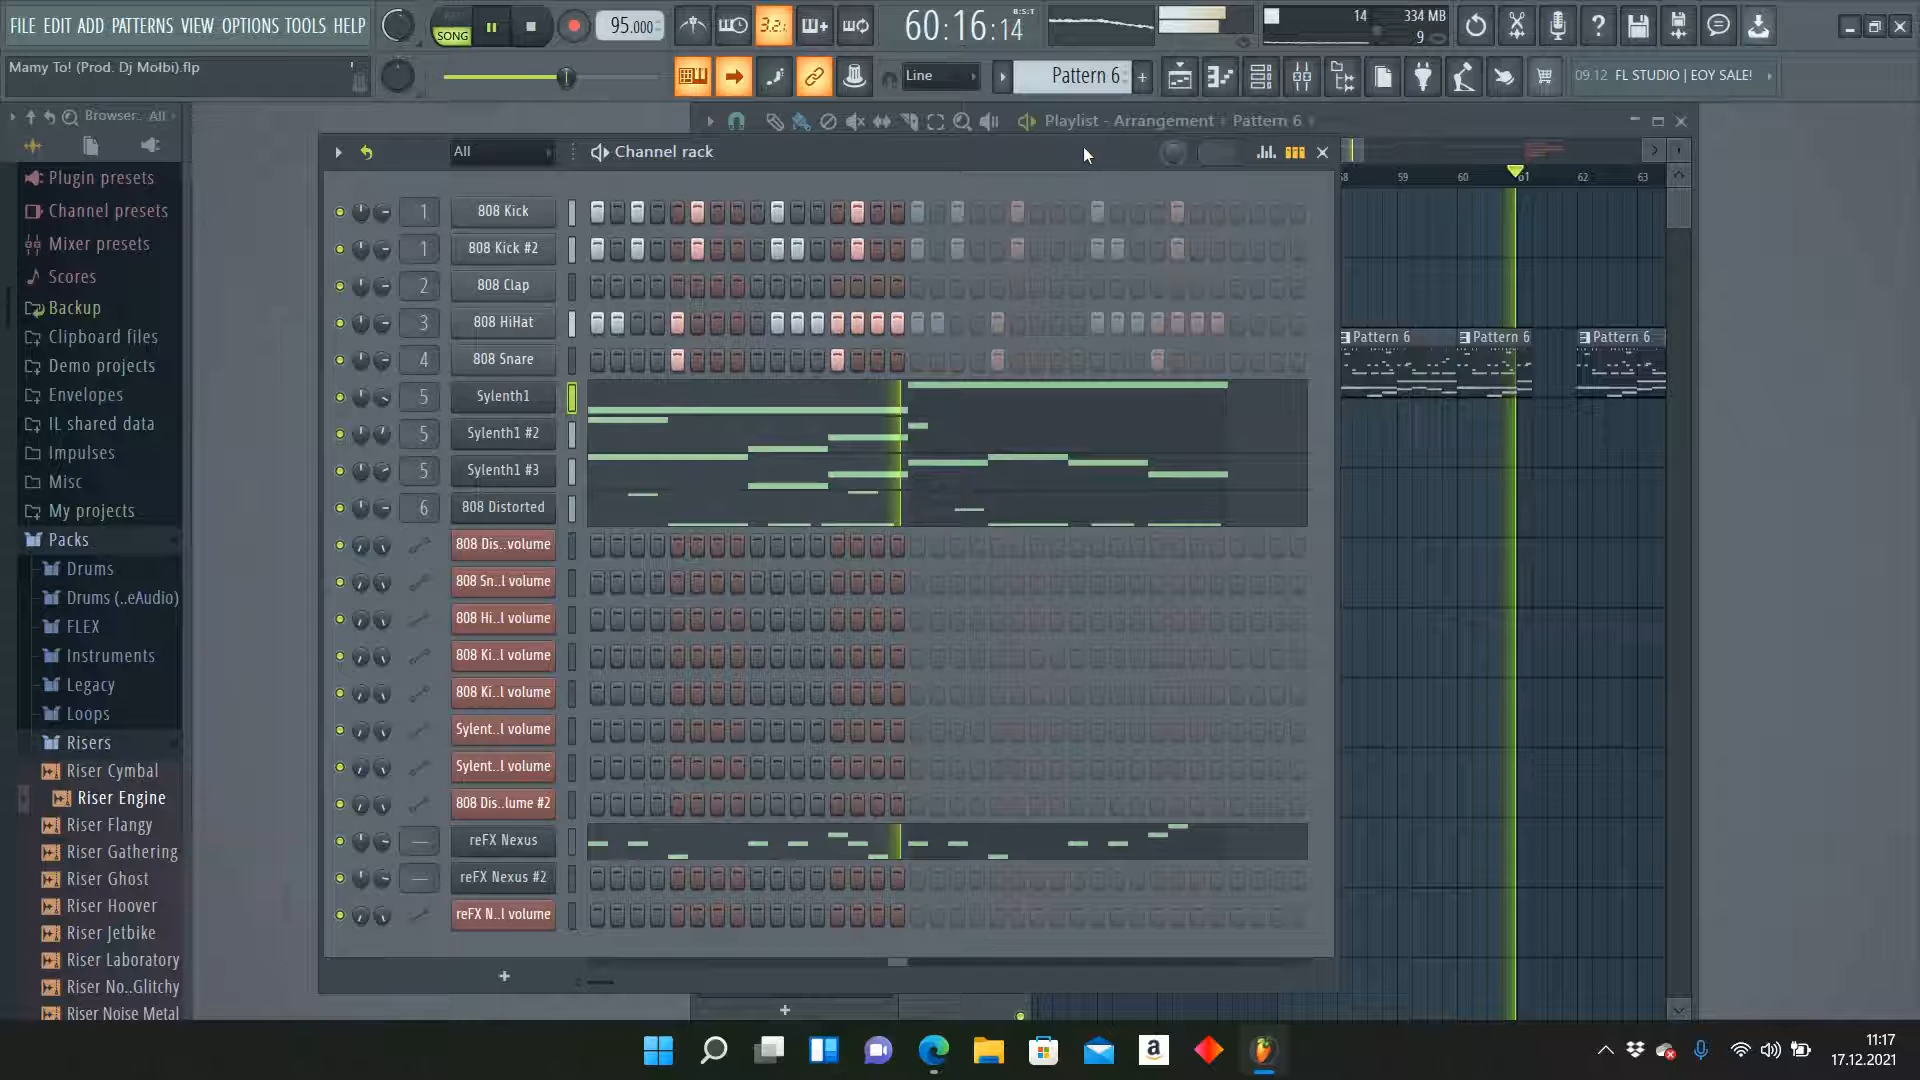 FILE EDIT ADD PATTERNS VIEW OPTIONS TOOLS HELP
SONG
95.000
3.2.1
60:16:14
B:S:T
14
334 MB
9
Mamy To! (Prod. Dj Mołbi).flp
Line
Pattern 6
09.12 FL STUDIO | EOY SALE!
Browser.. All
Playlist - Arrangement › Pattern 6 ›
All
Channel rack
59 60 61 62 63
Plugin presets
Channel presets
Mixer presets
Scores
Backup
Clipboard files
Demo projects
Envelopes
IL shared data
Impulses
Misc
My projects
Packs
Drums
Drums (..eAudio)
FLEX
Instruments
Legacy
Loops
Risers
Riser Cymbal
Riser Engine
Riser Flangy
Riser Gathering
Riser Ghost
Riser Hoover
Riser Jetbike
Riser Laboratory
Riser No..Glitchy
Riser Noise Metal
1 808 Kick
1 808 Kick #2
2 808 Clap
3 808 HiHat
4 808 Snare
5 Sylenth1
5 Sylenth1 #2
5 Sylenth1 #3
6 808 Distorted
808 Dis..volume
808 Sn..l volume
808 Hi..l volume
808 Ki..l volume
808 Ki..l volume
Sylent..l volume
Sylent..l volume
808 Dis..lume #2
reFX Nexus
reFX Nexus #2
reFX N..l volume
Pattern 6 Pattern 6 Pattern 6
11:17
17.12.2021